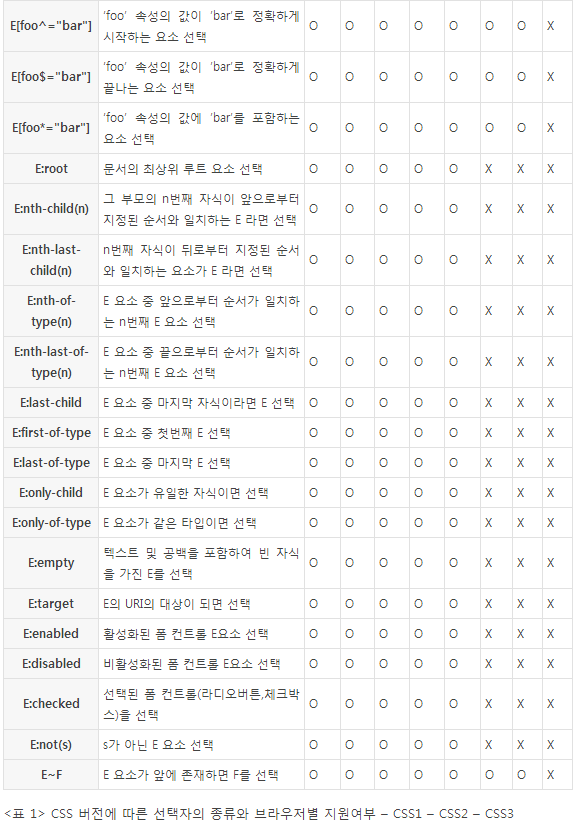 E[foo^="bar"] 'foo' 속성의 값이 'bar'로 정확하게 O O O O O O O X
시작하는 요소 선택
E[foo$="bar"] 'foo' 속성의 값이 'bar'로 정확하게 O O O O O O O X
끝나는 요소 선택
E[foo*="bar"] 'foo' 속성의 값에 'bar'를 포함하는 O O O O O O O X
요소 선택
E:root 문서의 최상위 루트 요소 선택 O O O O O X X X
E:nth-child(n) 그 부모의 n번째 자식이 앞으로부터 O O O O O X X X
지정된 순서와 일치하는 E 라면 선택
E:nth-last- n번째 자식이 뒤로부터 지정된 순서 O O O O O X X X
child(n) 와 일치하는 요소가 E 라면 선택
E:nth-of- E 요소 중 앞으로부터 순서가 일치하 O O O O O X X X
type(n) 는 n번째 E 요소 선택
E:nth-last-of- E 요소 중 끝으로부터 순서가 일치하 O O O O O X X X
type(n) 는 n번째 E 요소 선택
E:last-child E 요소 중 마지막 자식이라면 E 선택 O O O O O X X X
E:first-of-type E 요소 중 첫번째 E 선택 O O O O O X X X
E:last-of-type E 요소 중 마지막 E 선택 O O O O O X X X
E:only-child E 요소가 유일한 자식이면 선택 O O O O O X X X
E:only-of-type E 요소가 같은 타입이면 선택 O O O O O X X X
E:empty 텍스트 및 공백을 포함하여 빈 자식 O O O O O X X X
을 가진 E를 선택
E:target E의 URI의 대상이 되면 선택 O O O O O X X X
E:enabled 활성화된 폼 컨트롤 E요소 선택 O O O O O X X X
E:disabled 비활성화된 폼 컨트롤 E요소 선택 O O O O O X X X
E:checked 선택된 폼 컨트롤(라디오버튼,체크박 O O O O O X X X
스)을 선택
E:not(s) s가 아닌 E 요소 선택 O O O O O X X X
E~F E 요소가 앞에 존재하면 F를 선택 O O O O O O O X
<표 1> CSS 버전에 따른 선택자의 종류와 브라우저별 지원여부 – CSS1 – CSS2 – CSS3